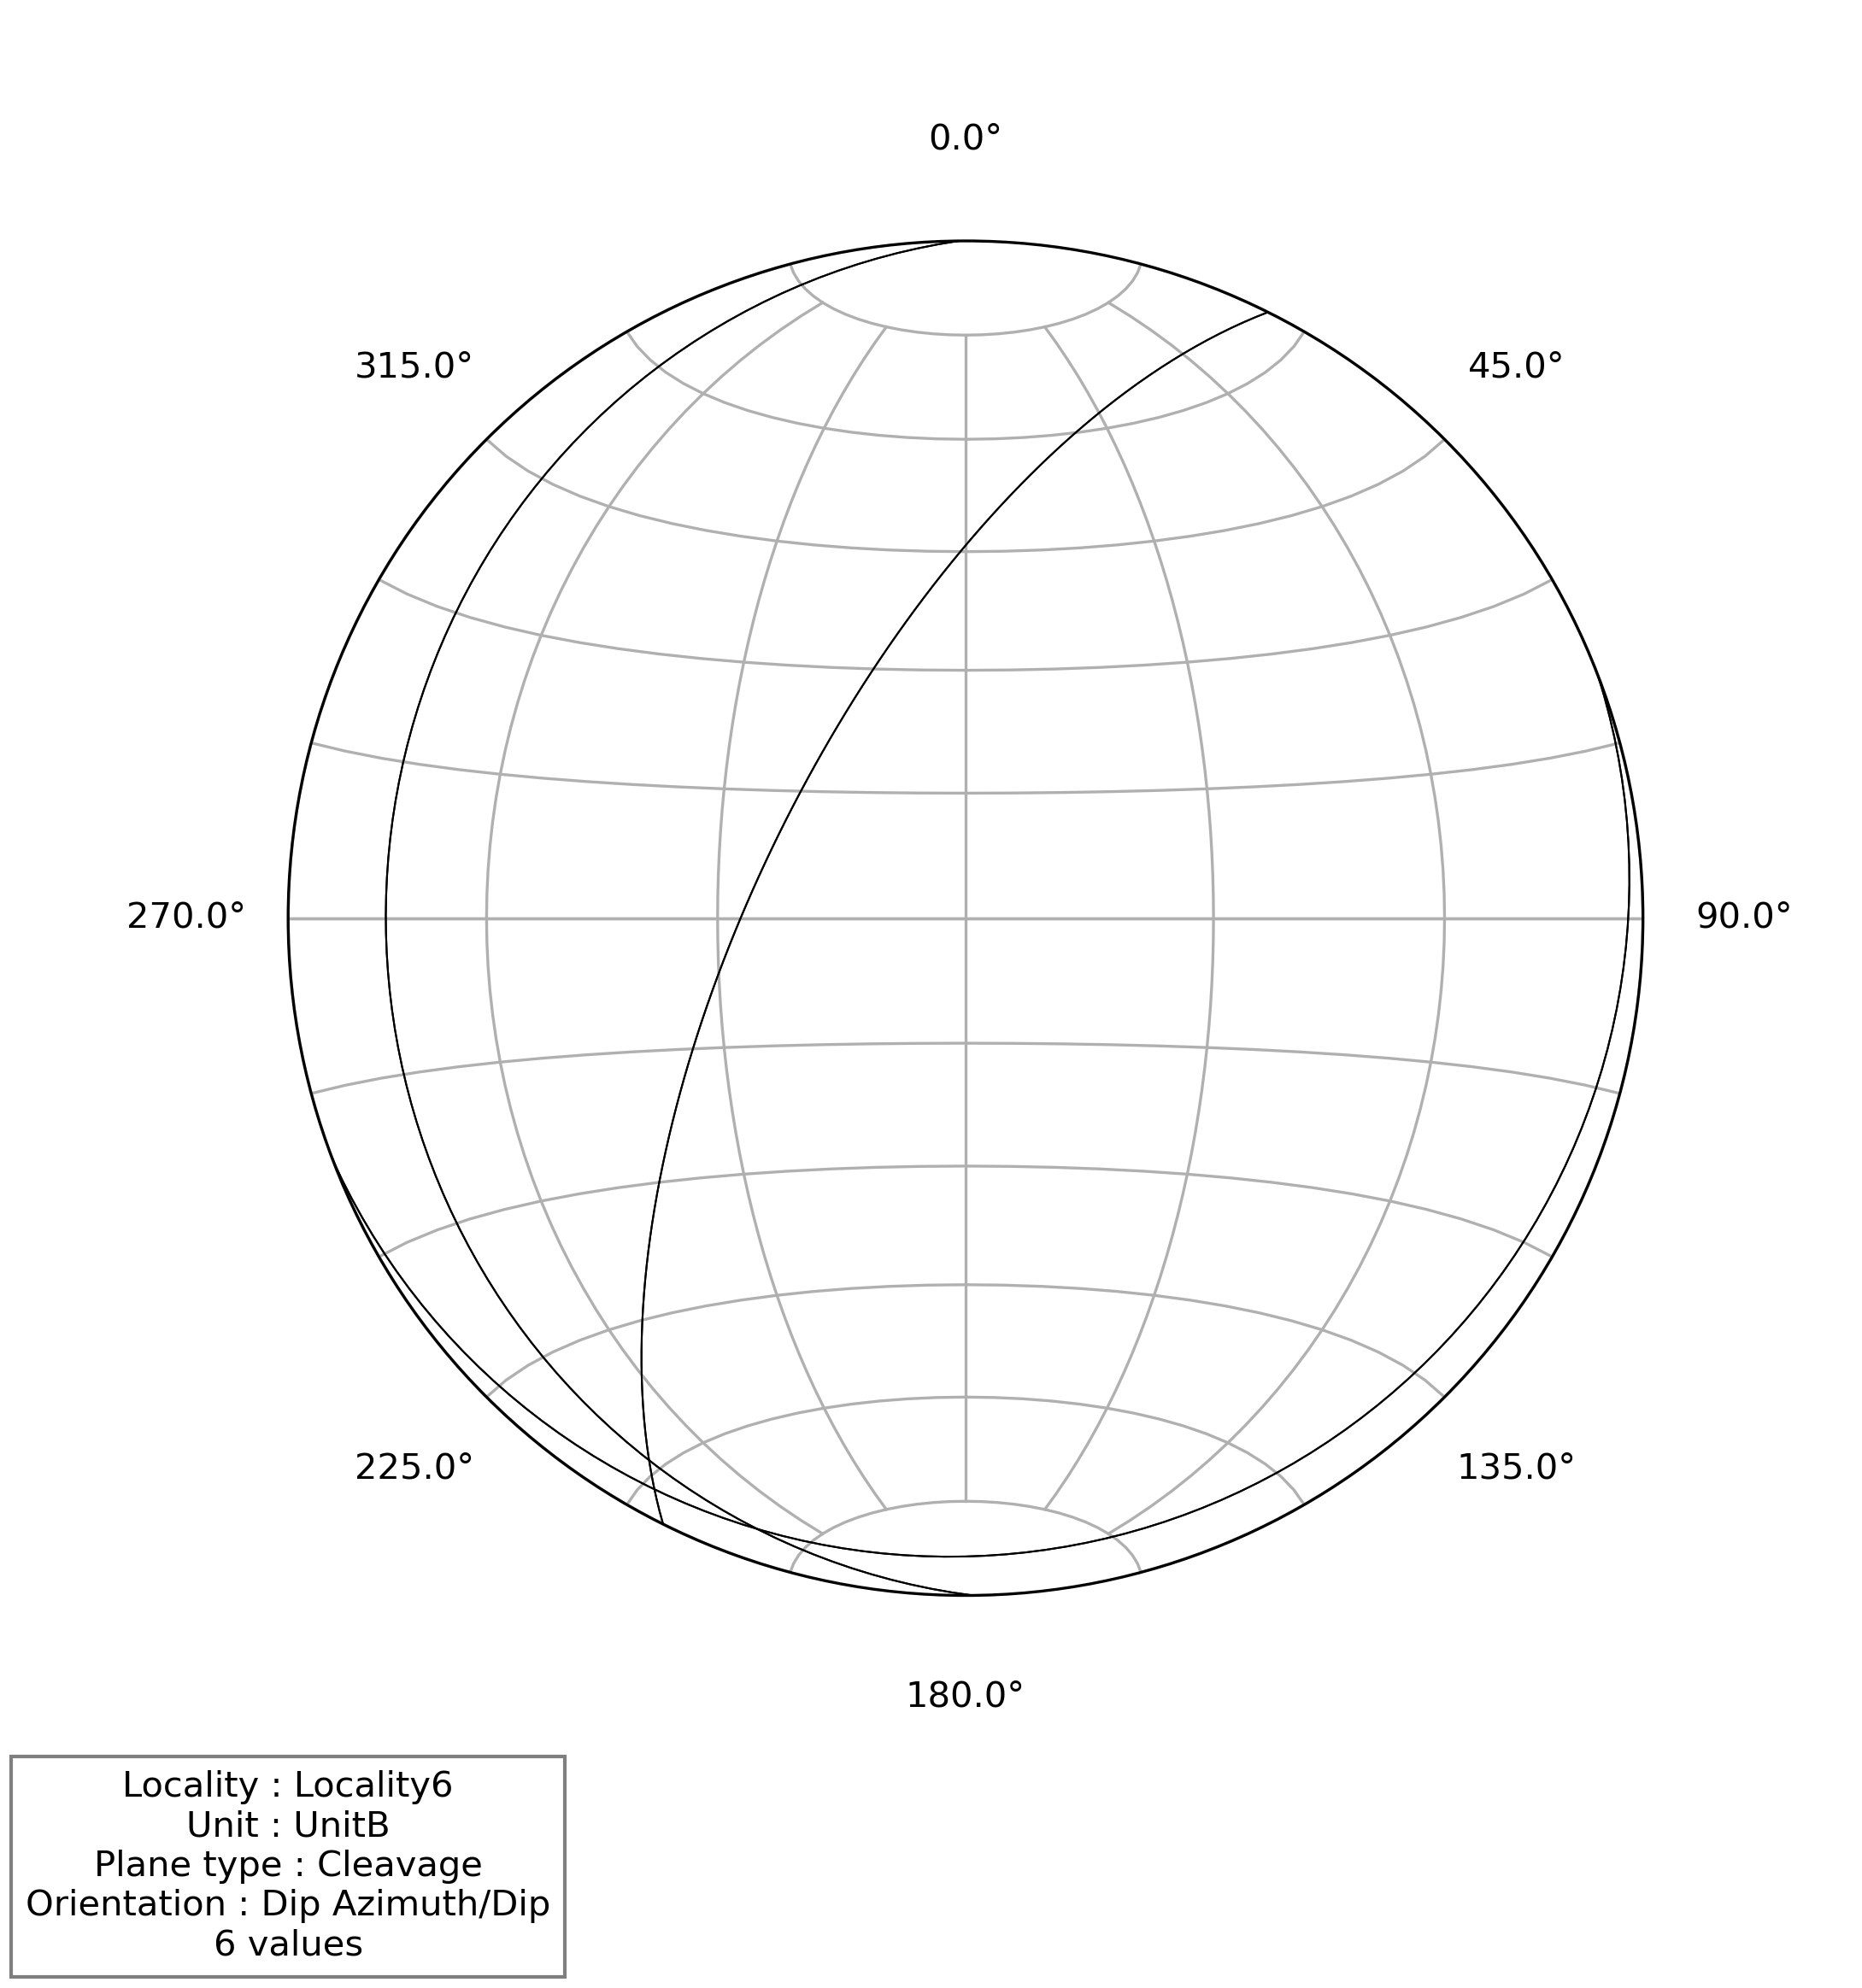 0.0°
315.0°
45.0°
270.0°
90.0°
225.0°
135.0°
180.0°
Locality : Locality6
Unit : UnitB
Plane type : Cleavage
Orientation : Dip Azimuth/Dip
6 values